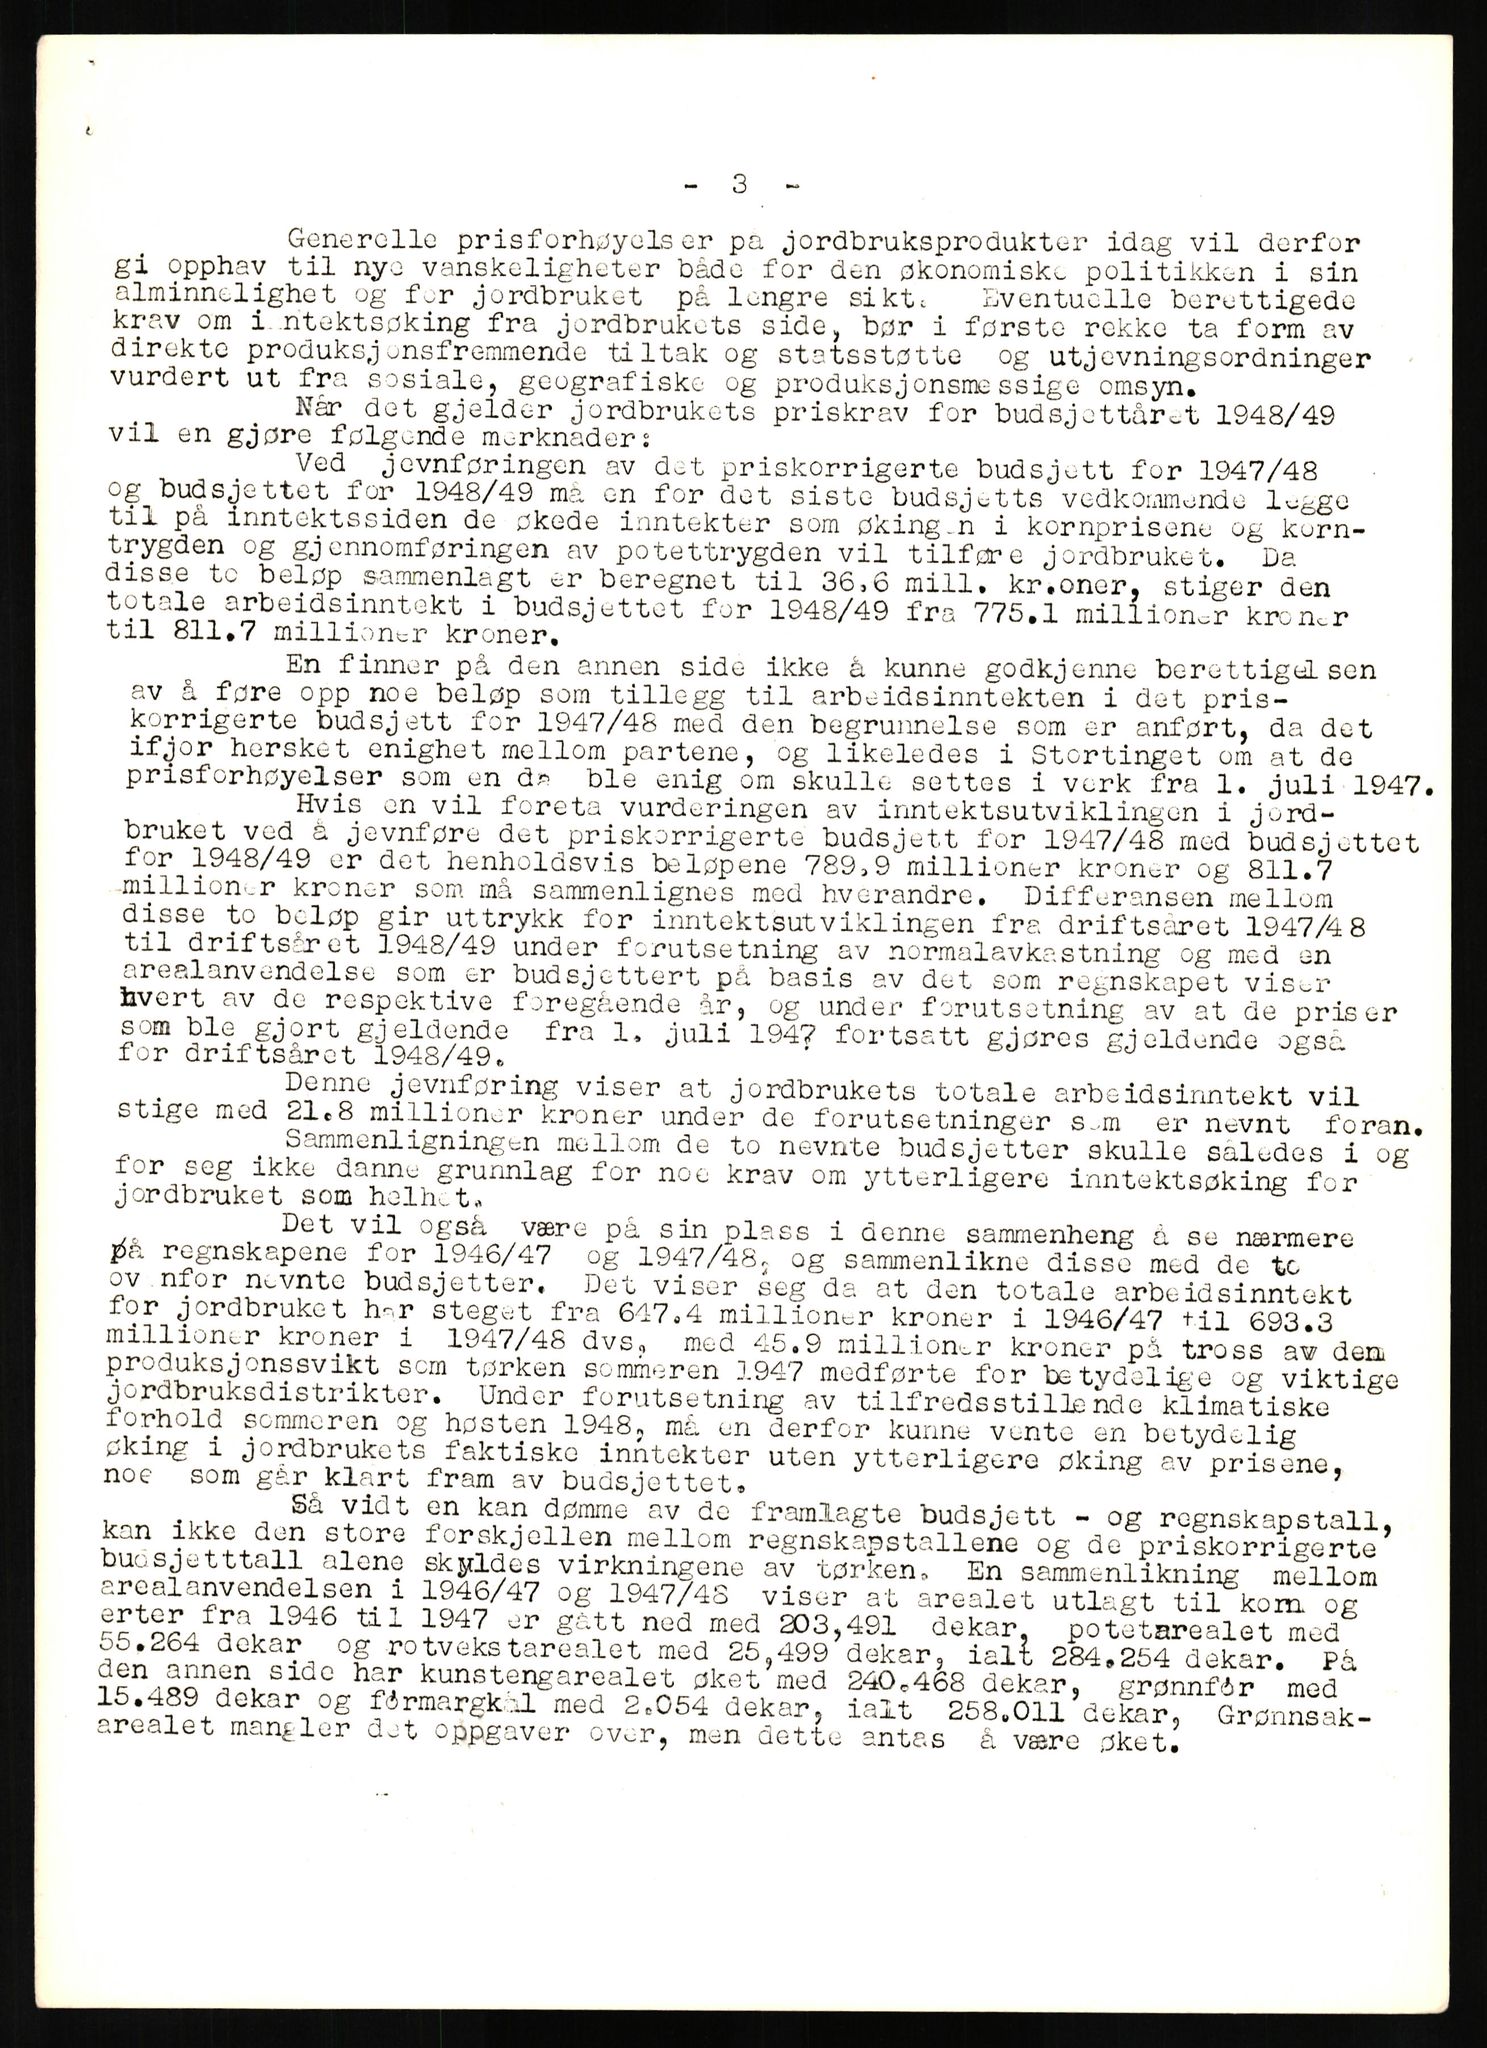 - 3 -
Generelle prisforhøyelser på jordbruksprodukter idag vil derfor
gi opphav til nye vanskeligheter både for den økonomiske politikken i sin
alminnelighet og for jordbruket på lengre sikt. Eventuelle berettigede
krav om i ntektsøking fra jordbrukets side, bør i første rekke ta form av
direkte produksjonsfremmende tiltak og statsstøtte og utjevningsordninger
vurdert ut fra sosiale, geografiske og produksjonsmessige omsyn.
Når det gjelder jordbrukets priskrav for budsjettåret 1948/49
vil en gjøre følgende merknader:
Ved jevnføringen av det priskorrigerte budsjett for 1947/48
og budsjettet for 1948/49 må en for det siste budsjetts vedkommende legge
til på inntektssiden de økede inntekter som øking n i kornprisene og korn-
trygden og gjennomføringen av potettrygden vil tilføre jordbruket. Da
disse to beløp sammenlagt er beregnet til 36,6 mill. kr.oner, stiger den
totale arbeidsinntekt i budsjettet for 1948/49 fra 775.1 millioner kroner
til 811.7 millioner kroner.
En finner på den annen side ikke å kunne godkjenne berettigelsen
av å føre opp noe beløp som tillegg til arbeidsinntekten i det pris-
korrigerte budsjett for 1947/48 med den begrunnelse som er anført, da det
ifjor hersket enighet mellom partene, og likeledes i Stortinget om at de
prisforhøyelser som en da ble enig om skulle settes i verk fra 1. juli 1947.
Hvis en vil foreta vurderingen av inntektsutviklingen i jord-
bruket ved å jevnføre det priskorrigerte budsjett for 1947/48 med budsjettet
for 1948/49 er det henholdsvis beløpene 789,9 millioner kroner og 811.7
millioner kroner som må sammenlignes med hverandre. Differansen mellom
disse to beløp gir uttrykk for inntektsutviklingen fra driftsåret 1947/48
til driftsåret 1948/49 under forutsetning av normalavkastning og med en
arealanvendelse som er budsjettert på basis av det som regnskapet viser
hvert av de respektive foregående år, og under forutsetning av at de priser
som ble gjort gjeldende fra 1. juli 1947 fortsatt gjøres gjeldende også
for driftsåret 1948/49.
Denne jevnføring viser at jordbrukets totale arbeidsinntekt vil
stige med 21.8 millioner kroner under de forutsetninger som er nevnt foran.
Sammenligningen mellom de to nevnte budsjetter skulle således i og
for seg ikke danne grunnlag for noe krav om ytterligere inntektsøking for
jordbruket som helhet.
Det vil også være på sin plass i denne sammenheng å se nærmere
på regnskapene for 1946/47 og 1947/48, og sammenlikne disse med de to
ov nfor nevnte budsjetter. Det viser seg da at den totale arbeidsinntekt
for jordbruket har steget fra 647.4 millioner kroner i 1946/47 til 693.3
millioner kroner i 1947/48 dvs, med 45.9 millioner kroner på tross av den
produksjonssvikt som tørken sommeren 1947 medførte for betydelige og viktige
jordbruksdistrikter. Under forutsetning av tilfredsstillende klimatiske
forhold sommeren og høsten 1948, må en derfor kunne vente en betydelig
øking i jordbrukets faktiske inntekter uten ytterligere øking av prisene,
noe som går klart fram av budsjettet.
Så vidt en kan dømme av de framlagte budsjett - og regnskapstall,
kan ikke den store forskjellen mellom regnskapstallene og de priskorrigerte
budsjetttall alene skyldes virkningene av tørken. En sammenlikning mellom
arealanvendelsen i 1946/47 og 1947/48 viser at arealet utlagt til korn og
erter fra 1946 til 1947 er gått ned med 203,491 dekar, potetarealet med
55.264 dekar og rotvekstarealet med 25,499 dekar, ialt 284.254 dekar. På
den annen side har kunstengarealet øket med 240.468 dekar, grønnfôr med
15.489 dekar og fôrmargkål med 2.054 dekar, ialt 258.011 dekar, Grønnsak-
arealet mangler det oppgaver over, men dette antas å være øket.